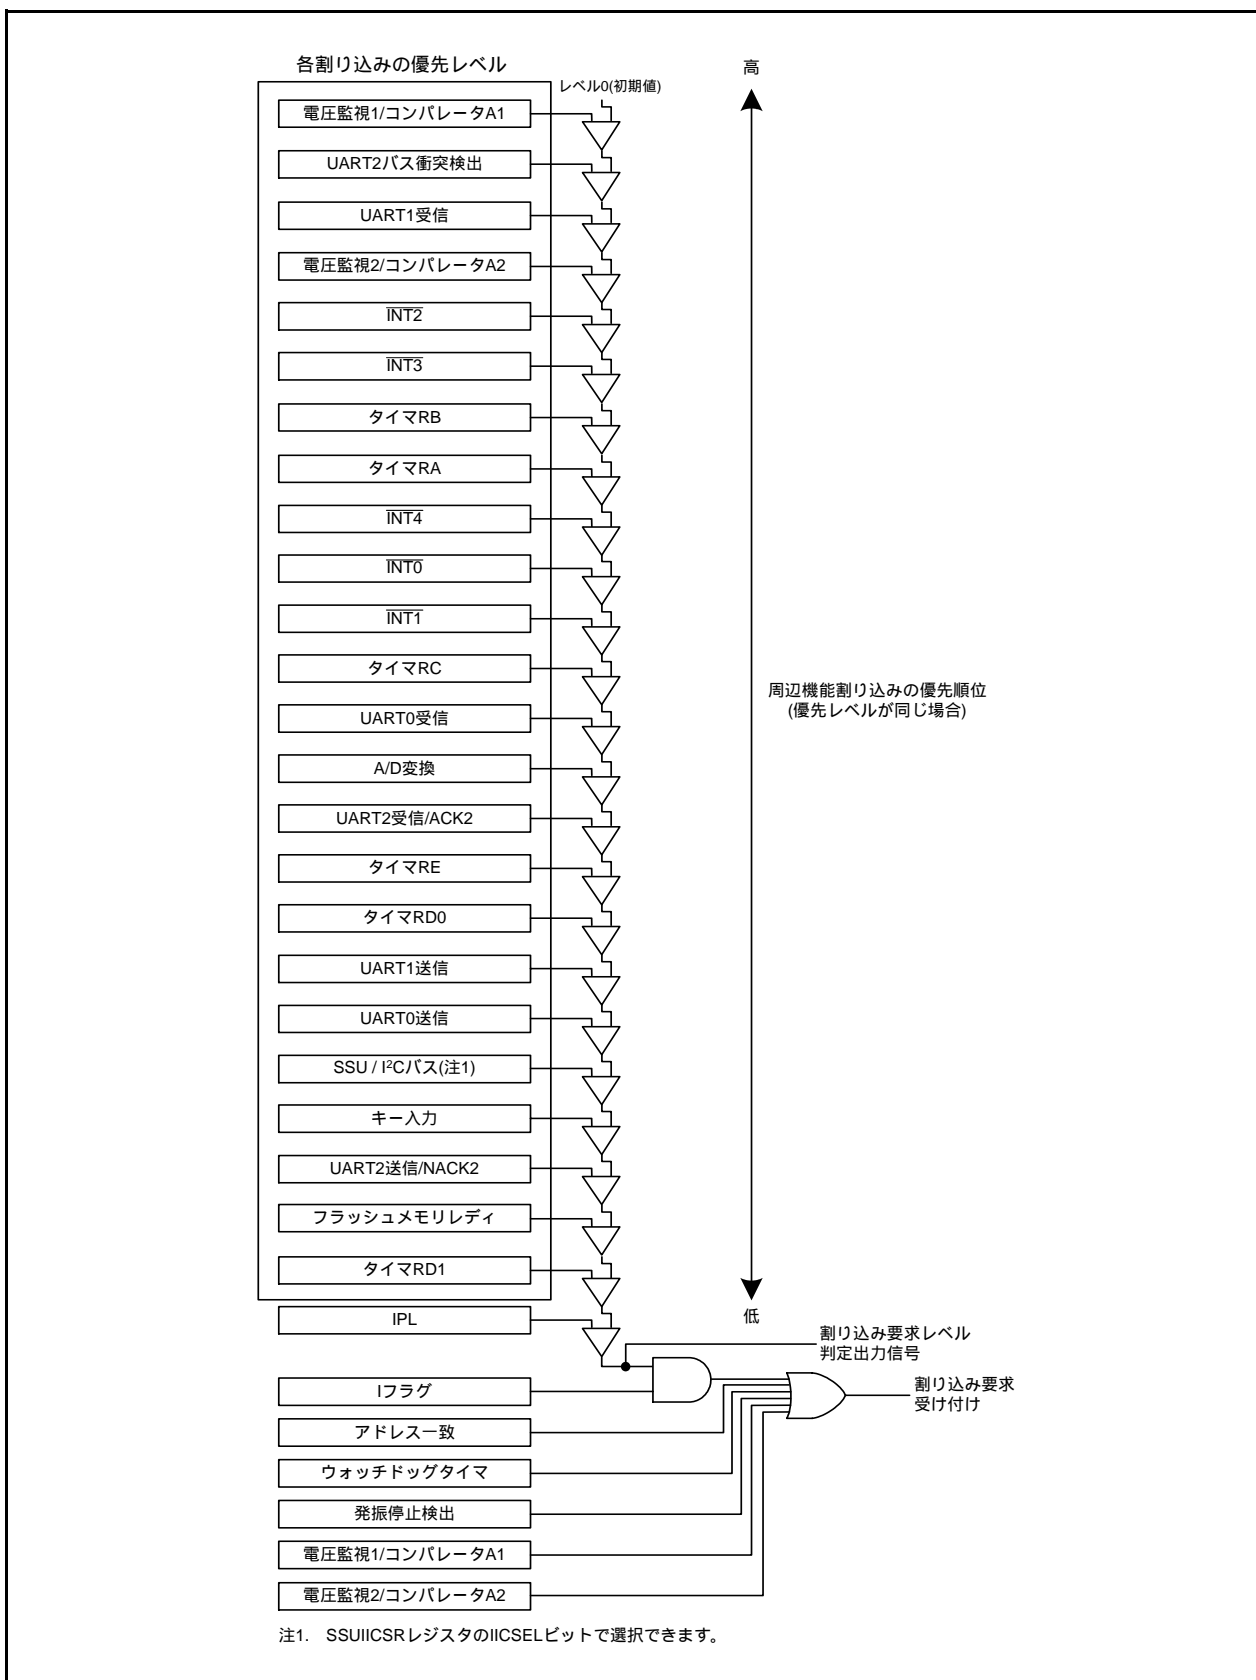 各割り込みの優先レベル
レベル0(初期値)
高
電圧監視1/コンパレータA1
UART2バス衝突検出
UART1受信
電圧監視2/コンパレータA2
INT2
INT3
タイマRB
タイマRA
INT4
INT0
INT1
タイマRC
UART0受信
A/D変換
UART2受信/ACK2
タイマRE
タイマRD0
UART1送信
UART0送信
SSU / I²Cバス(注1)
キー入力
UART2送信/NACK2
フラッシュメモリレディ
タイマRD1
周辺機能割り込みの優先順位
(優先レベルが同じ場合)
低
IPL
割り込み要求レベル
判定出力信号
Iフラグ
割り込み要求
受け付け
アドレス一致
ウォッチドッグタイマ
発振停止検出
電圧監視1/コンパレータA1
電圧監視2/コンパレータA2
注1. SSUIICSRレジスタのIICSELビットで選択できます。